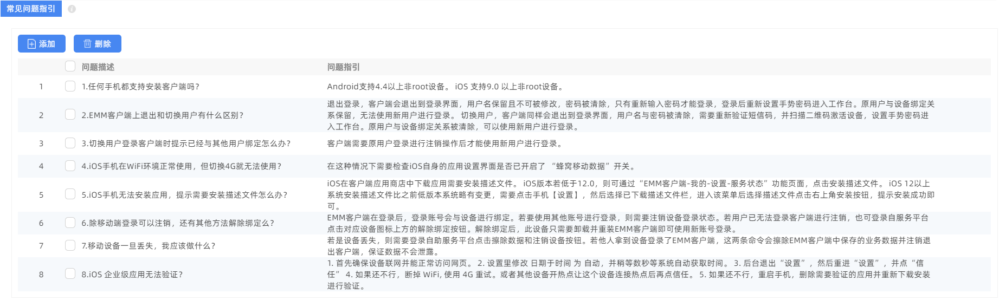 常见问题指引
添加 删除
问题描述 问题指引
1 1.任何手机都支持安装客户端吗? Android支持4.4以上非root设备。 iOS 支持9.0 以上非root设备。
退出登录，客户端会退出到登录界面，用户名保留且不可被修改，密码被清除，只有重新输入密码才能登录，登录后重新设置手势密码进入工作台。原用户与设备绑定关
2 2.EMM客户端上退出和切换用户有什么区别? 系保留，无法使用新用户进行登录。 切换用户，客户端同样会退出到登录界面，用户名与密码被清除，需要重新验证短信码，并扫描二维码激活设备，设置手势密码进
入工作台。原用户与设备绑定关系被清除，可以使用新用户进行登录。
3 3.切换用户登录客户端时提示已经与其他用户绑定怎么办? 客户端需要原用户登录进行注销操作后才能使用新用户进行登录。
4 4.iOS手机在WiFi环境正常使用，但切换4G就无法使用? 在这种情况下需要检查iOS自身的应用设置界面是否已开启了 “蜂窝移动数据” 开关。
iOS在客户端应用商店中下载应用需要安装描述文件。 iOS版本若低于12.0，则可通过 “EMM客户端-我的-设置-服务状态” 功能页面，点击安装描述文件。 iOS 12以上
5 5.iOS手机无法安装应用，提示需要安装描述文件怎么办? 系统安装描述文件比之前低版本系统略有变更，需要点击手机【设置】，然后选择已下载描述文件栏，进入该菜单后选择描述文件点击右上角安装按钮，提示安装成功即
可。
EMM客户端在登录后，登录账号会与设备进行绑定。若要使用其他账号进行登录，则需要注销设备登录状态。若用户已无法登录客户端进行注销，也可登录自服务平台
6 6.除移动端登录可以注销，还有其他方法解除绑定么? 点击对应设备图标上方的解除绑定按钮。解除绑定后，此设备只需要卸载并重装EMM客户端即可使用新账号登录。
若是设备丢失，则需要登录自助服务平台点击擦除数据和注销设备按钮。若他人拿到设备登录了EMM客户端，这两条命令会擦除EMM客户端中保存的业务数据并注销退
7 7.移动设备一旦丢失，我应该做什么? 出客户端，保证数据不会泄露。
1. 首先确保设备联网并能正常访问网页。 2. 设置里修改 日期于时间 为 自动，并稍等数秒等系统自动获取时间。 3. 后台退出 “设置” ，然后重进 “设置” ，并点 “信
8 8.iOS 企业级应用无法验证? 任” 4. 如果还不行，断掉 WiFi, 使用 4G 重试。或者其他设备开热点让这个设备连接热点后再点信任。 5. 如果还不行，重启手机，删除需要验证的应用并重新下载安装
进行验证。